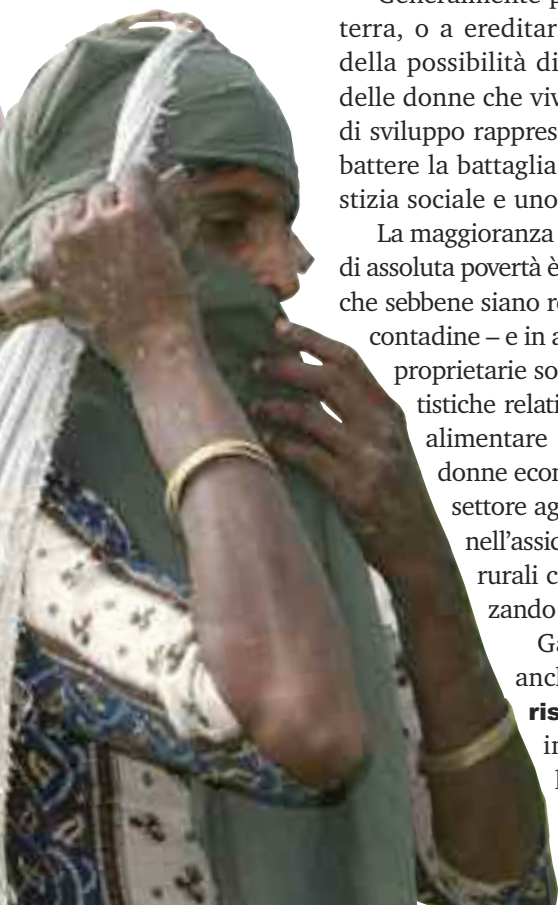 Generalmente p
terra, o a ereditar
della possibilità di
delle donne che viv
di sviluppo rappres
battere la battaglia
stizia sociale e uno
La maggioranza
di assoluta povertà è
che sebbene siano r
contadine – e in a
proprietarie so
tistiche relati
alimentare
donne econ
settore ag
nell’assic
rurali c
zando
Ga
anch
ris
in